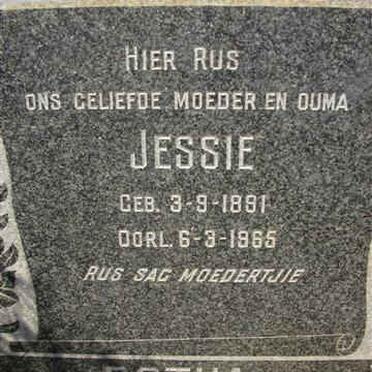 HIER RUS
ONS GELIEFDE MOEDER EN OUMA
JESSIE
GEB. 3-9-1891
OORL. 6-3-1965
RUS SAG MOEDERTJIE